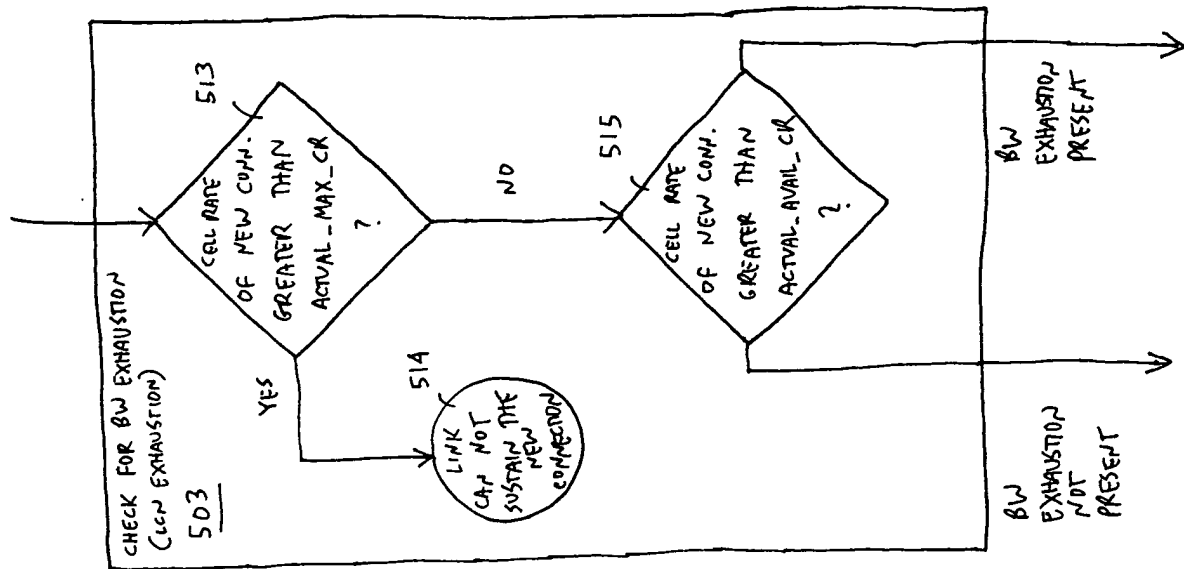 CHECK FOR BW EXHAUSTION
(LCN EXHAUSTION)
503
513
CELL RATE
OF NEW CONN.
GREATER THAN
ACTUAL_MAX_CR
?
YES
NO
514
LINK
CAN NOT
SUSTAIN THE
NEW
CONNECTION
515
CELL RATE
OF NEW CONN.
GREATER THAN
ACTUAL_AVAIL_CR
?
BW
EXHAUSTION
NOT
PRESENT
BW
EXHAUSTION
PRESENT